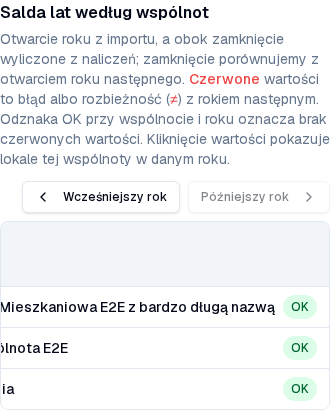 Salda lat według wspólnot
Otwarcie roku z importu, a obok zamknięcie
wyliczone z naliczeń; zamknięcie porównujemy z
otwarciem roku następnego. Czerwone wartości
to błąd albo rozbieżność (≠) z rokiem następnym.
Odznaka OK przy wspólnocie i roku oznacza brak
czerwonych wartości. Kliknięcie wartości pokazuje
lokale tej wspólnoty w danym roku.
Wcześniejszy rok Późniejszy rok
Mieszkaniowa E2E z bardzo długą nazwą OK
ólnota E2E OK
ia OK